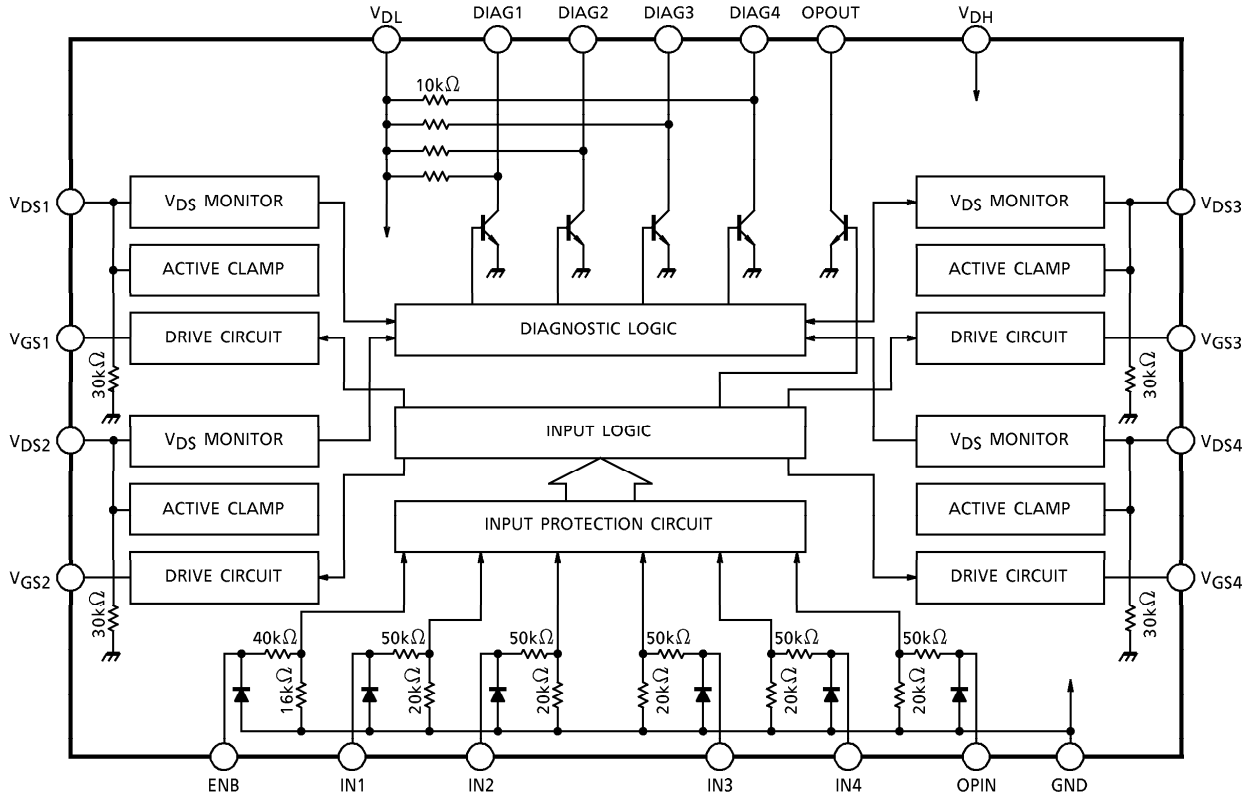 VDL DIAG1 DIAG2 DIAG3 DIAG4 OPOUT VDH
10kΩ
VDS1 VDS MONITOR VDS MONITOR VDS3
ACTIVE CLAMP ACTIVE CLAMP
VGS1 DRIVE CIRCUIT DIAGNOSTIC LOGIC DRIVE CIRCUIT VGS3
30kΩ 30kΩ
VDS2 VDS MONITOR INPUT LOGIC VDS MONITOR VDS4
ACTIVE CLAMP INPUT PROTECTION CIRCUIT ACTIVE CLAMP
VGS2 DRIVE CIRCUIT DRIVE CIRCUIT VGS4
30kΩ 30kΩ
40kΩ 50kΩ 50kΩ 50kΩ 50kΩ 50kΩ
16kΩ 20kΩ 20kΩ 20kΩ 20kΩ 20kΩ
ENB IN1 IN2 IN3 IN4 OPIN GND